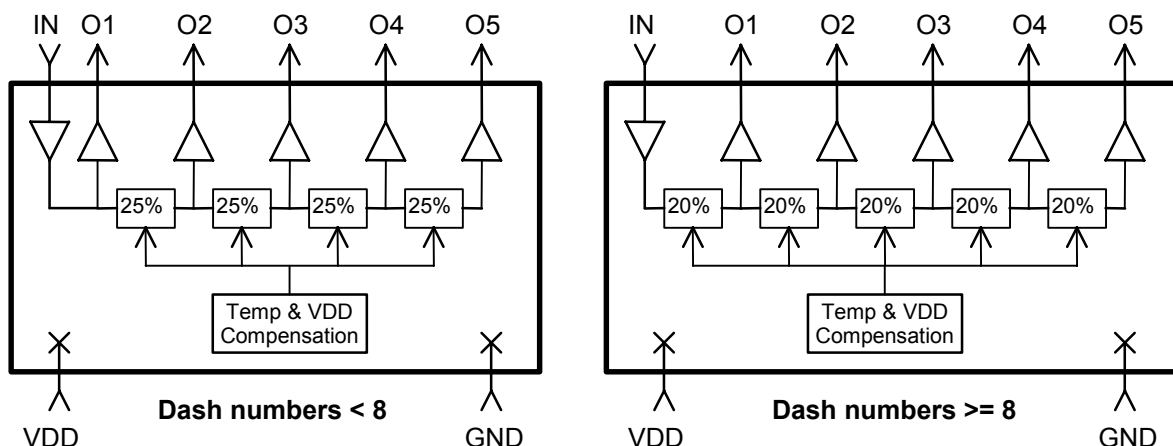 IN O1 O2 O3 O4 O5
25% 25% 25% 25%
Temp & VDD
Compensation
Dash numbers < 8
VDD GND
IN O1 O2 O3 O4 O5
20% 20% 20% 20% 20%
Temp & VDD
Compensation
Dash numbers >= 8
VDD GND